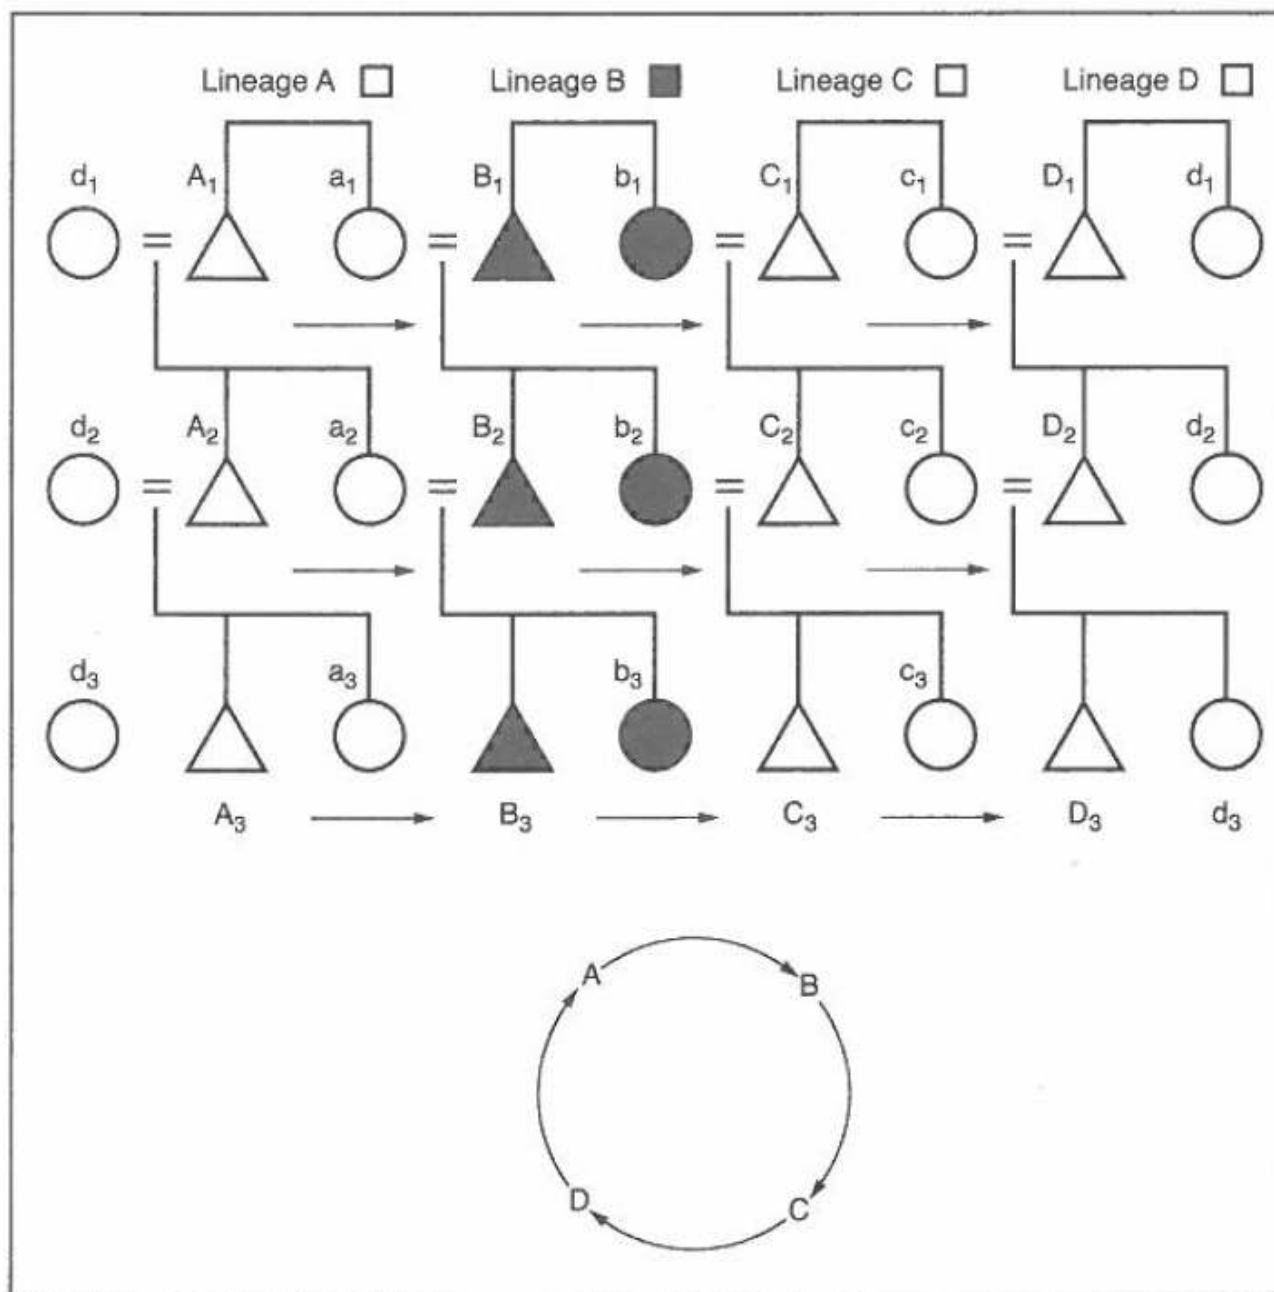 Lineage A Lineage B Lineage C Lineage D
d₁ A₁ a₁ B₁ b₁ C₁ c₁ D₁ d₁
= = = =
d₂ A₂ a₂ B₂ b₂ C₂ c₂ D₂ d₂
= = = =
d₃ a₃ b₃ c₃
A₃ B₃ C₃ D₃ d₃
A B
D C